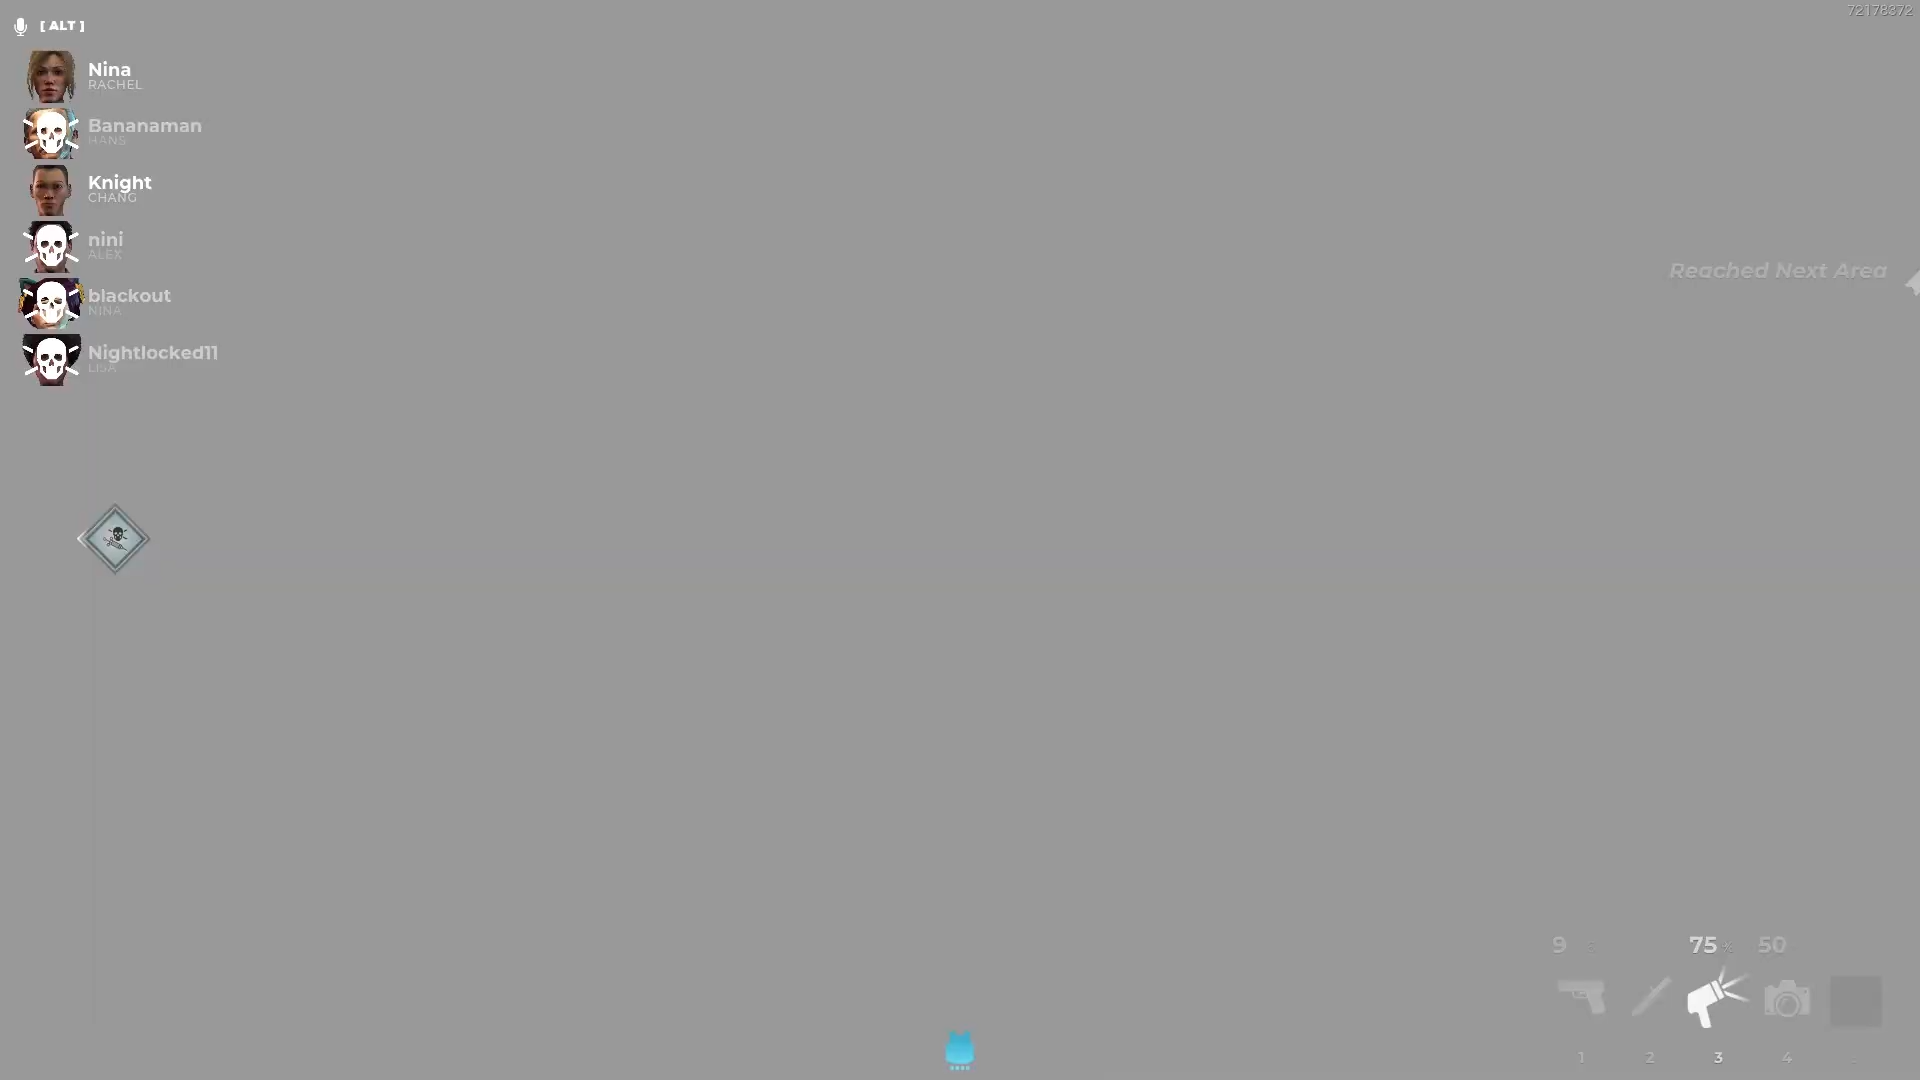 [ ALT ]
72178372
Nina
RACHEL
Bananaman
HANS
Knight
CHANG
nini
ALEX
blackout
NINA
Nightlocked11
LISA
Reached Next Area
9
75 %
50
1
2
3
4